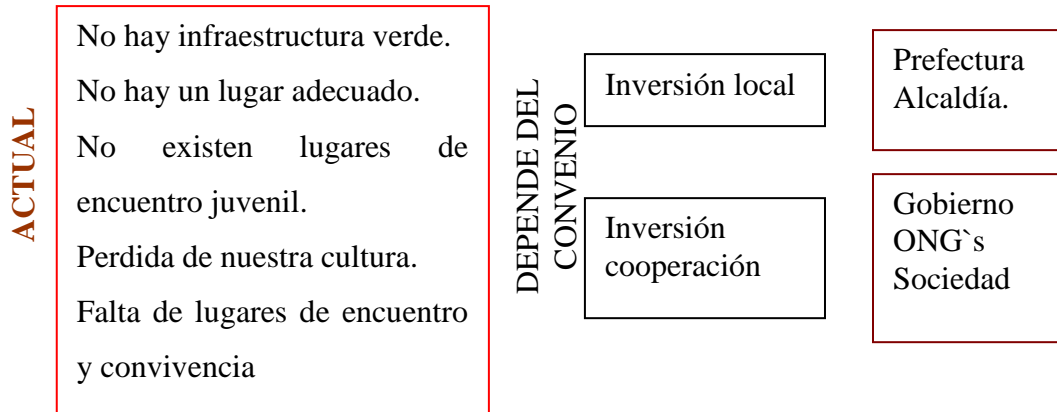 ACTUAL
No hay infraestructura verde.
No hay un lugar adecuado.
No existen lugares de
encuentro juvenil.
Perdida de nuestra cultura.
Falta de lugares de encuentro
y convivencia
DEPENDE DEL
CONVENIO
Inversión local
Inversión
cooperación
Prefectura
Alcaldía.
Gobierno
ONG`s
Sociedad